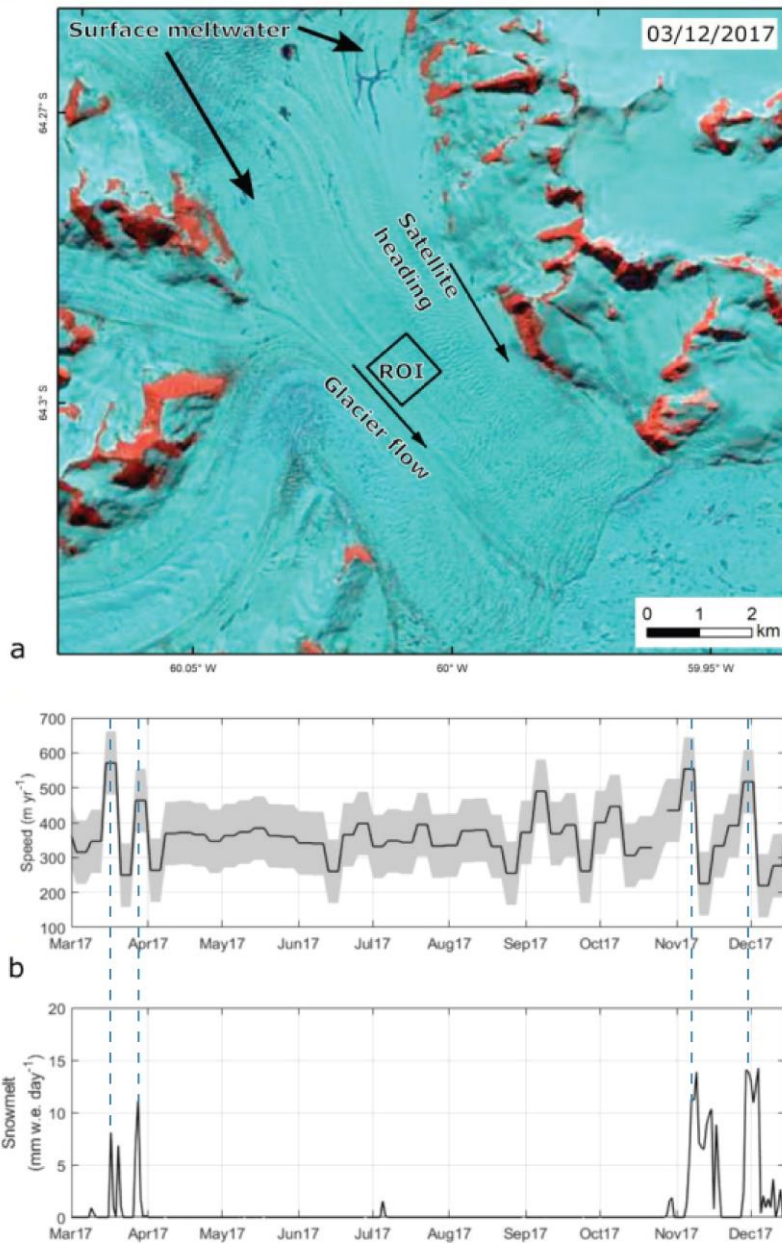 Surface meltwater
03/12/2017
64.27° S
Satellite
heading
ROI
64.3° S
Glacier flow
0 1 2
km
a
60.05° W 60° W 59.95° W
700
600
500
400
300
200
100
Speed (m yr⁻¹)
Mar17 Apr17 May17 Jun17 Jul17 Aug17 Sep17 Oct17 Nov17 Dec17
b
20
15
10
5
0
Snowmelt
(mm w.e. day⁻¹)
Mar17 Apr17 May17 Jun17 Jul17 Aug17 Sep17 Oct17 Nov17 Dec17